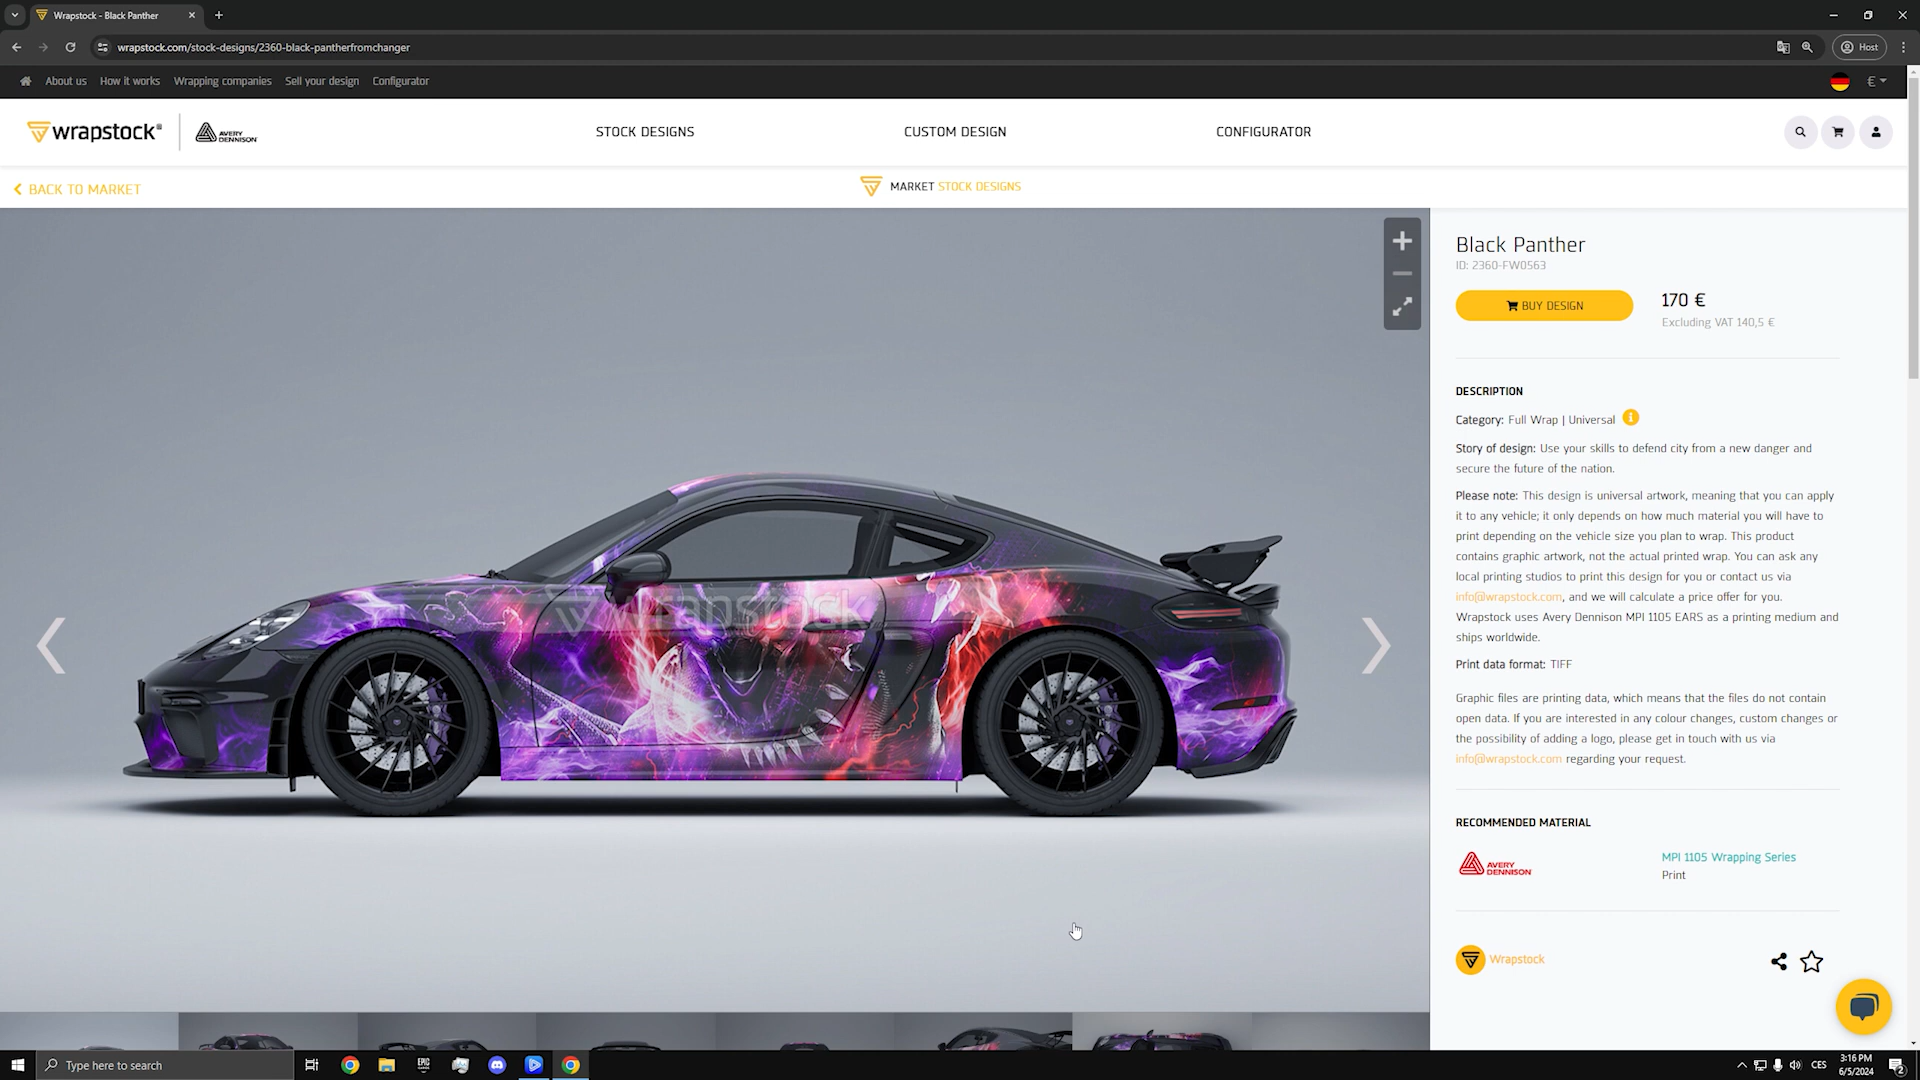 Wrapstock - Black Panther
wrapstock.com/stock-designs/2360-black-pantherfromchanger
Host
About us
How it works
Wrapping companies
Sell your design
Configurator
€
wrapstock®
AVERY DENNISON
STOCK DESIGNS
CUSTOM DESIGN
CONFIGURATOR
BACK TO MARKET
MARKET STOCK DESIGNS
wrapstock
Black Panther
ID: 2360-FW0563
BUY DESIGN
170 €
Excluding VAT 140,5 €
DESCRIPTION
Category: Full Wrap | Universal
Story of design: Use your skills to defend city from a new danger and
secure the future of the nation.
Please note: This design is universal artwork, meaning that you can apply
it to any vehicle; it only depends on how much material you will have to
print depending on the vehicle size you plan to wrap. This product
contains graphic artwork, not the actual printed wrap. You can ask any
local printing studios to print this design for you or contact us via
info@wrapstock.com, and we will calculate a price offer for you.
Wrapstock uses Avery Dennison MPI 1105 EARS as a printing medium and
ships worldwide.
Print data format: TIFF
Graphic files are printing data, which means that the files do not contain
open data. If you are interested in any colour changes, custom changes or
the possibility of adding a logo, please get in touch with us via
info@wrapstock.com regarding your request.
RECOMMENDED MATERIAL
AVERY DENNISON
MPI 1105 Wrapping Series
Print
Wrapstock
Type here to search
EPIC GAMES
CES
3:16 PM
6/5/2024
2